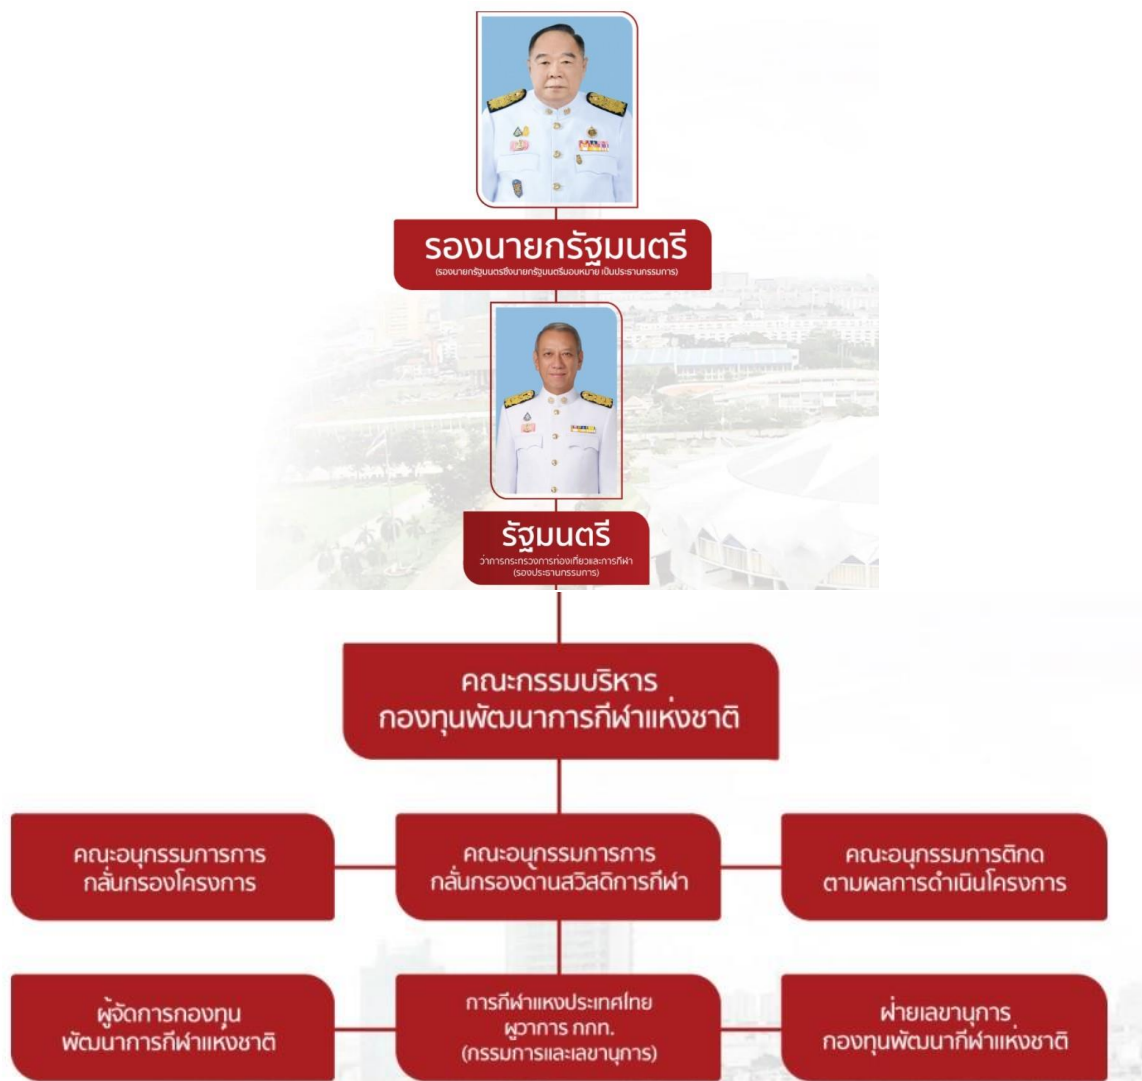 รองนายกรัฐมนตรี
(รองนายกรัฐมนตรีซึ่งนายกรัฐมนตรีมอบหมาย เป็นประธานกรรมการ)
รัฐมนตรี
ว่าการกระทรวงการท่องเที่ยวและการกีฬา
(รองประธานกรรมการ)
คณะกรรมบริหาร
กองทุนพัฒนาการกีฬาแห่งชาติ
คณะอนุกรรมการการ
กลั่นกรองโครงการ
คณะอนุกรรมการการ
กลั่นกรองด้านสวิสดิการกีฬา
คณะอนุกรรมการติกด
ตามผลการดำเนินโครงการ
ผู้จัดการกองทุน
พัฒนาการกีฬาแห่งชาติ
การกีฬาแหงประเทศไทย
ผูวาการ กกท.
(กรรมการและเลขานุการ)
ฝ่ายเลขานุการ
กองทุนพัฒนากีฬาแห่งชาติ